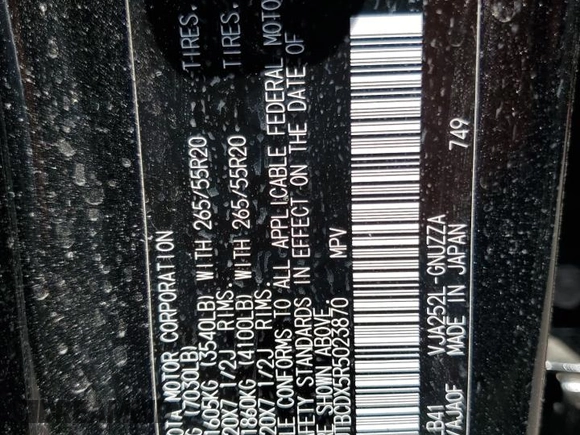 OTA MOTOR CORPORATION
G (7030LB)
1605KG (3540LB) WITH 265/55R20 TIRES,
20X7 1/2J RIMS.
1860KG (4100LB) WITH 265/55R20 TIRES,
20X7 1/2J RIMS.
LE CONFORMS TO ALL APPLICABLE FEDERAL MOTO
FETY STANDARDS IN EFFECT ON THE DATE OF
E SHOWN ABOVE.
BCDX5R5023870 MPV
LB41 VJA252L-GNUZZA
AJA0F MADE IN JAPAN 749